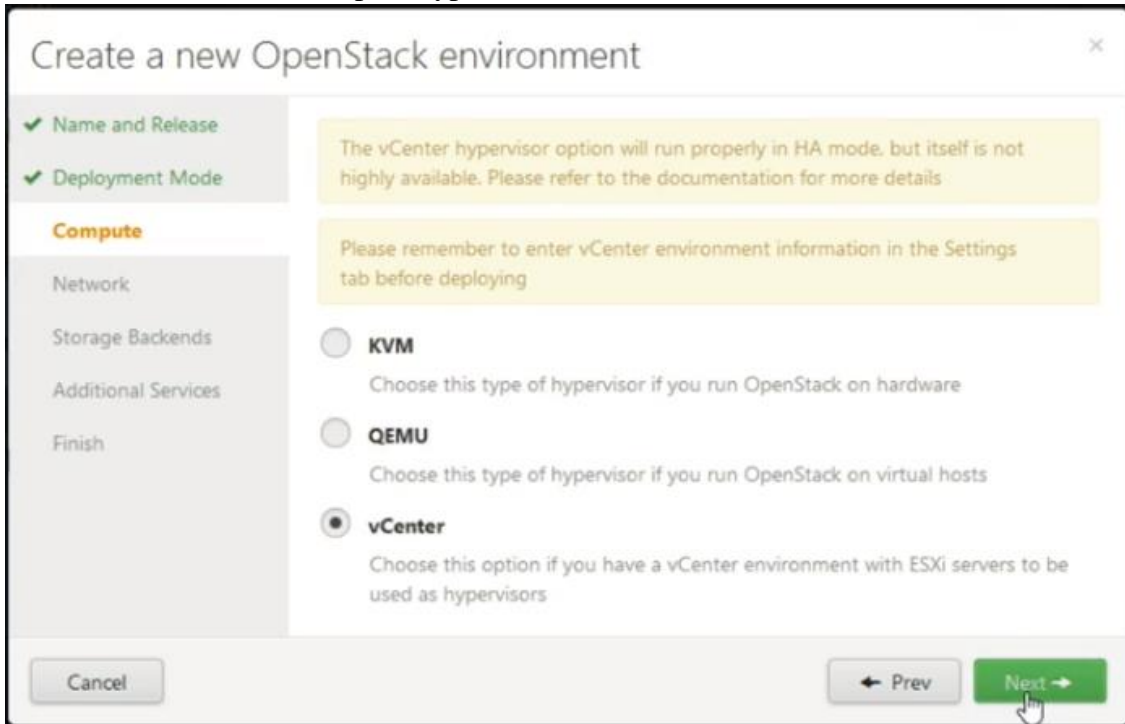 Create a new OpenStack environment
Name and Release
Deployment Mode
Compute
Network
Storage Backends
Additional Services
Finish
The vCenter hypervisor option will run properly in HA mode, but itself is not
highly available. Please refer to the documentation for more details
Please remember to enter vCenter environment information in the Settings
tab before deploying
KVM
Choose this type of hypervisor if you run OpenStack on hardware
QEMU
Choose this type of hypervisor if you run OpenStack on virtual hosts
vCenter
Choose this option if you have a vCenter environment with ESXi servers to be
used as hypervisors
Cancel
Prev
Next